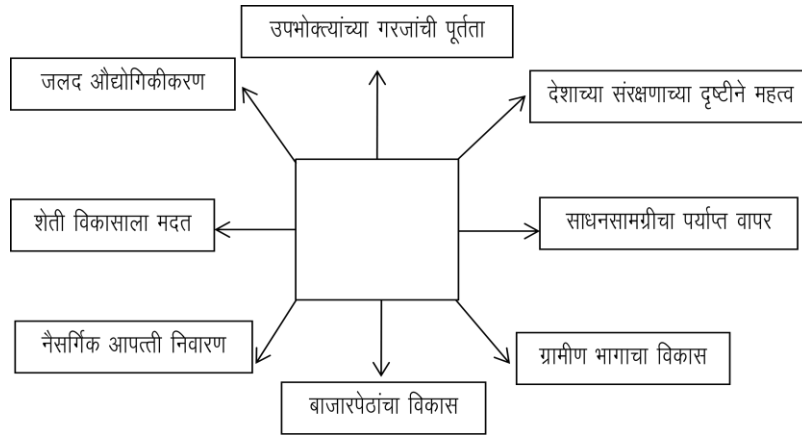 उपभोक्त्यांच्या गरजांची पूर्तता
जलद औद्योगिकीकरण
देशाच्या संरक्षणाच्या दृष्टीने महत्व
शेती विकासाला मदत
साधनसामग्रीचा पर्याप्त वापर
नैसर्गिक आपत्ती निवारण
ग्रामीण भागाचा विकास
बाजारपेठांचा विकास